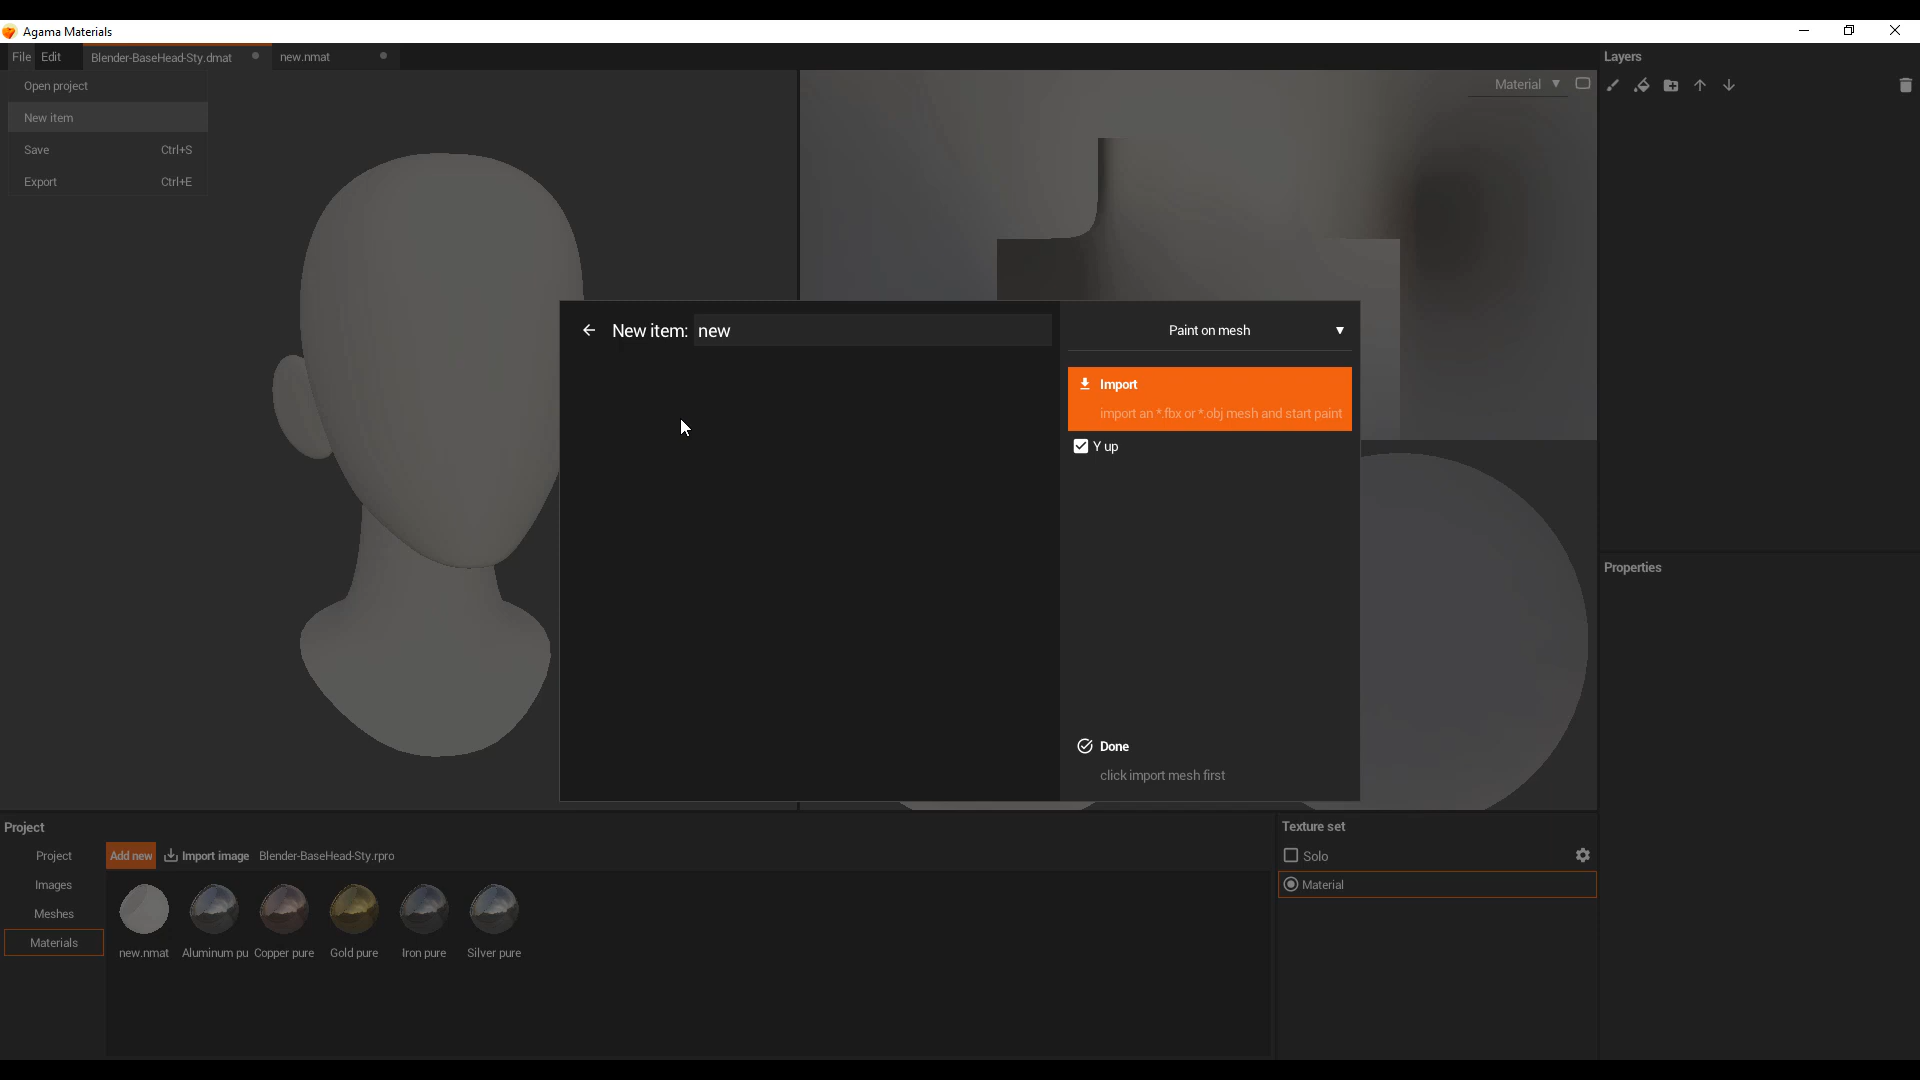 Agama Materials
File Edit Blender-BaseHead-Sty.dmat new.nmat
Open project
New item
Save Ctrl+S
Export Ctrl+E
Material
Layers
New item: new
Paint on mesh
Import
import an *.fbx or *.obj mesh and start paint
Y up
Done
click import mesh first
Properties
Project
Project
Images
Meshes
Materials
Add new Import image Blender-BaseHead-Sty.rpro
new.nmat Aluminum pu Copper pure Gold pure Iron pure Silver pure
Texture set
Solo
Material